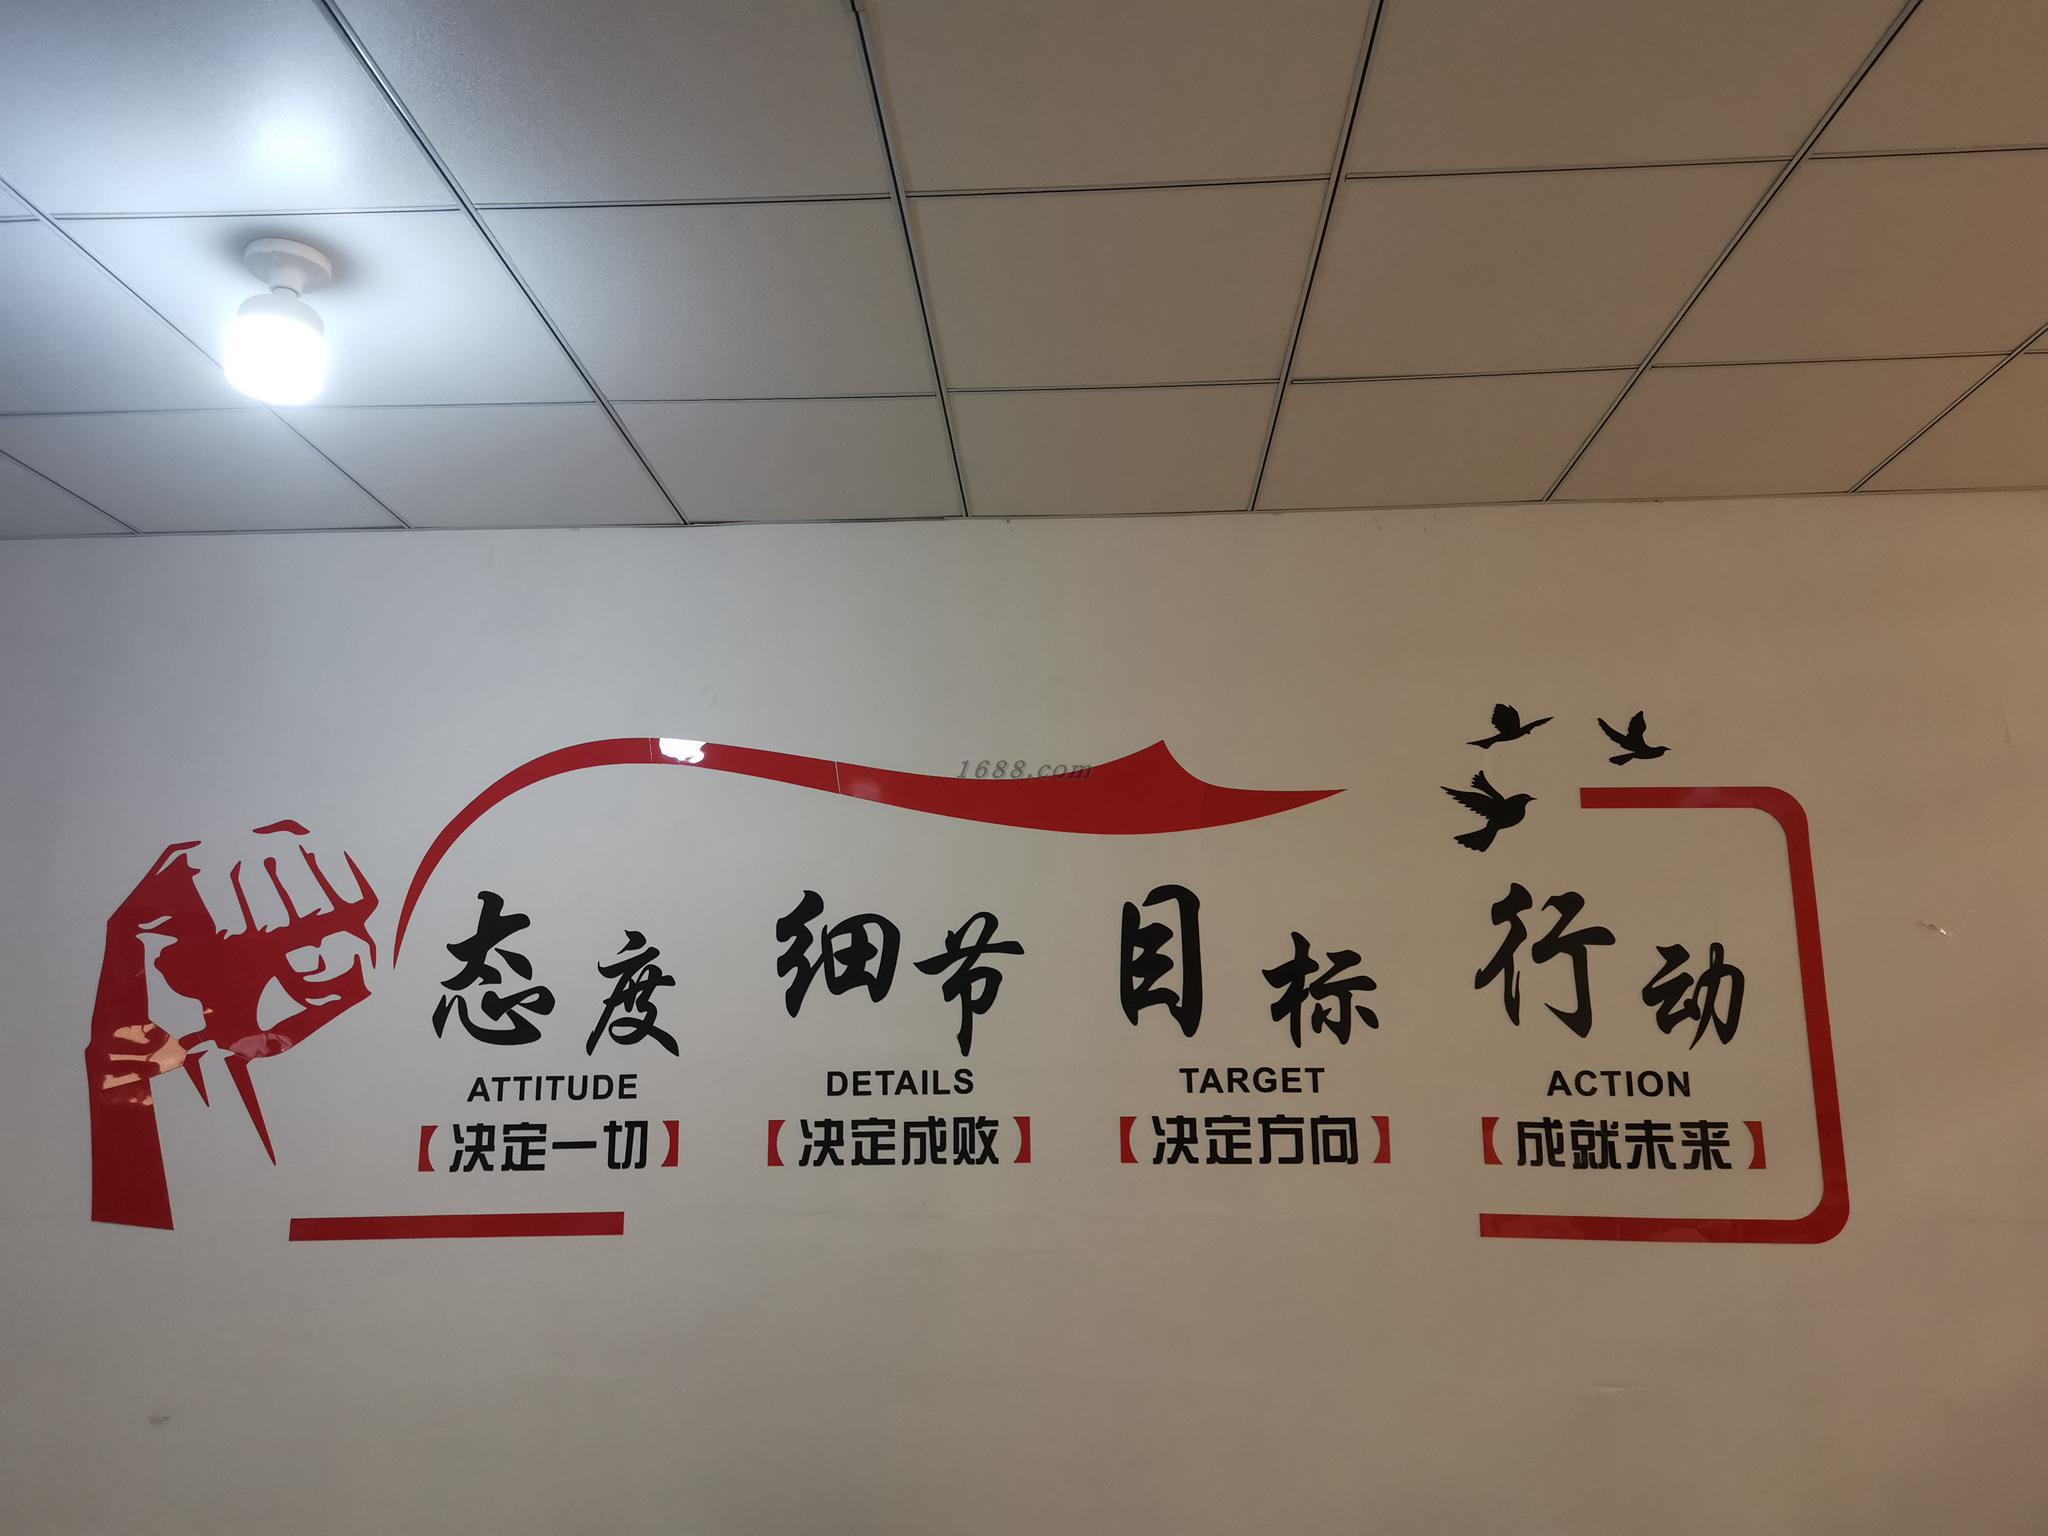 1688.com
态度 细节 目标 行动
ATTITUDE DETAILS TARGET ACTION
【决定一切】 【决定成败】 【决定方向】 【成就未来】